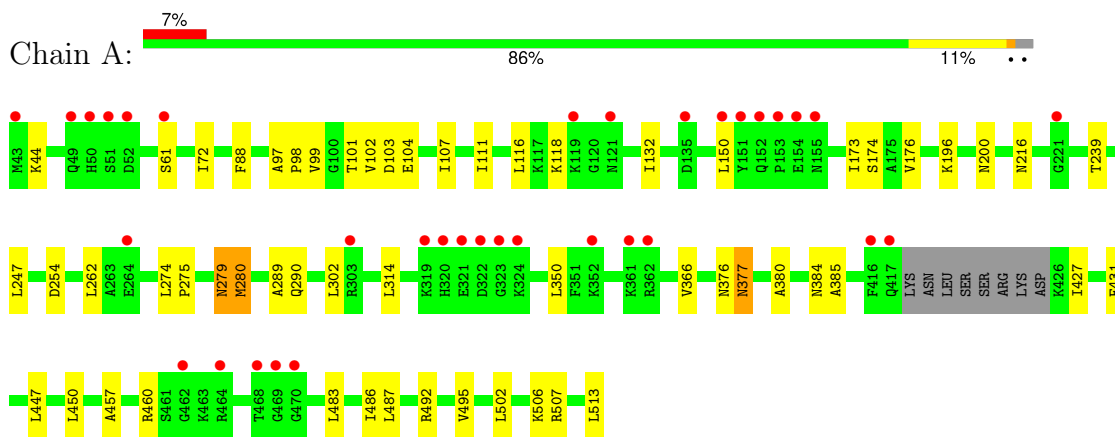 7%
Chain A:
86% 11% • •
M43 K44 Q49 H50 S51 D52 S61 I72 F88 A97 P98 V99 G100 T101 V102 D103 E104 I107 I111 L116 K117 K118 K119 G120 N121 I132 D135 L150 Y151 Q152 P153 E154 N155 I173 S174 A175 V176 K196 N200 N216 G221 T239
L247 D254 L262 A263 E264 L274 P275 N279 M280 A289 Q290 L302 R303 L314 K319 H320 E321 D322 G323 K324 L350 F351 K352 K361 R362 V366 N376 N377 A380 N384 A385 F416 Q417 LYS ASN LEU SER SER ARG LYS ASP K426 I427
L447 L450 A457 R460 S461 G462 K463 R464 T468 G469 G470 L483 I486 L487 R492 V495 L502 K506 R507 L513